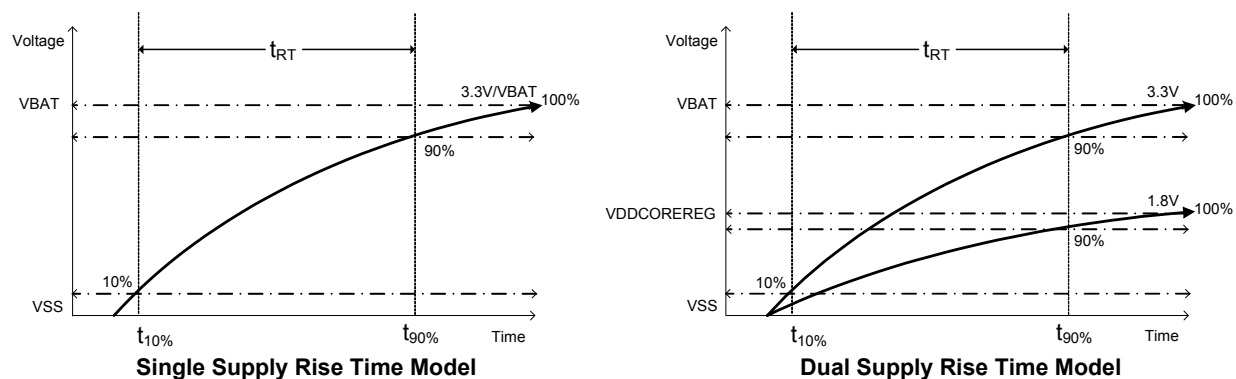 Voltage
tRT
VBAT
3.3V/VBAT
100%
90%
10%
VSS
t10%
t90%
Time
Single Supply Rise Time Model
Voltage
tRT
VBAT
3.3V
100%
90%
VDDCOREREG
1.8V
100%
90%
10%
VSS
t10%
t90%
Time
Dual Supply Rise Time Model